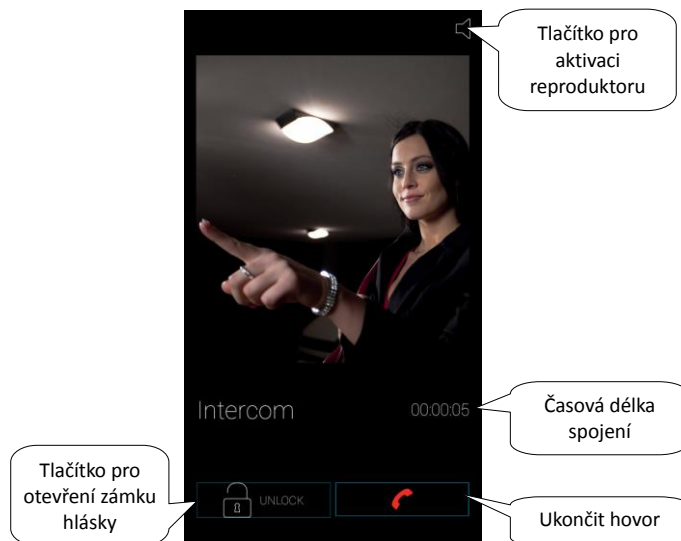 Tlačítko pro
aktivaci
reproduktoru
Intercom
00:00:05
Časová délka
spojení
Tlačítko pro
otevření zámku
hlásky
UNLOCK
Ukončit hovor